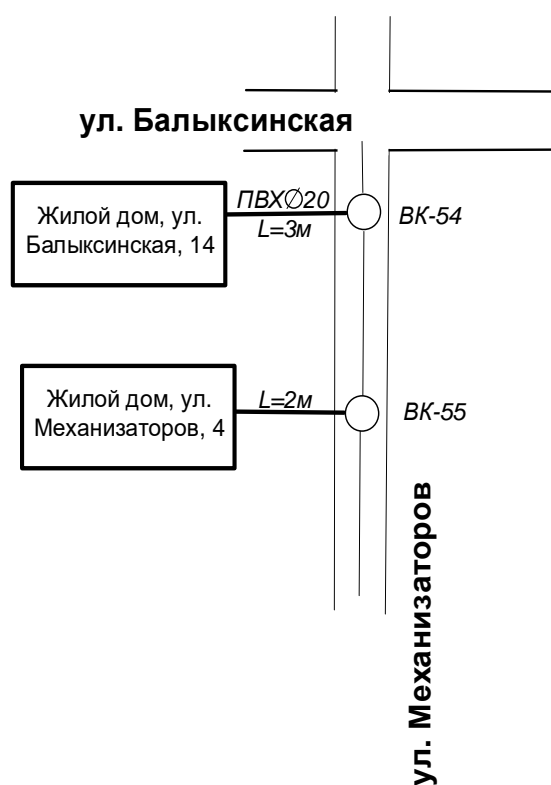 ул. Балыксинская
ПВХ∅20
L=3м
ВК-54
Жилой дом, ул.
Балыксинская, 14
L=2м
ВК-55
Жилой дом, ул.
Механизаторов, 4
ул. Механизаторов